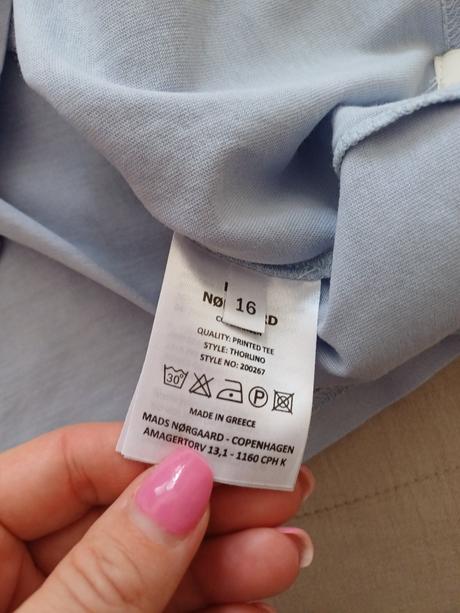 16
QUALITY: PRINTED TEE
STYLE: THORLINO
STYLE NO: 200267
30°
P
MADE IN GREECE
MADS NØRGAARD - COPENHAGEN
AMAGERTORV 13,1 - 1160 CPH K